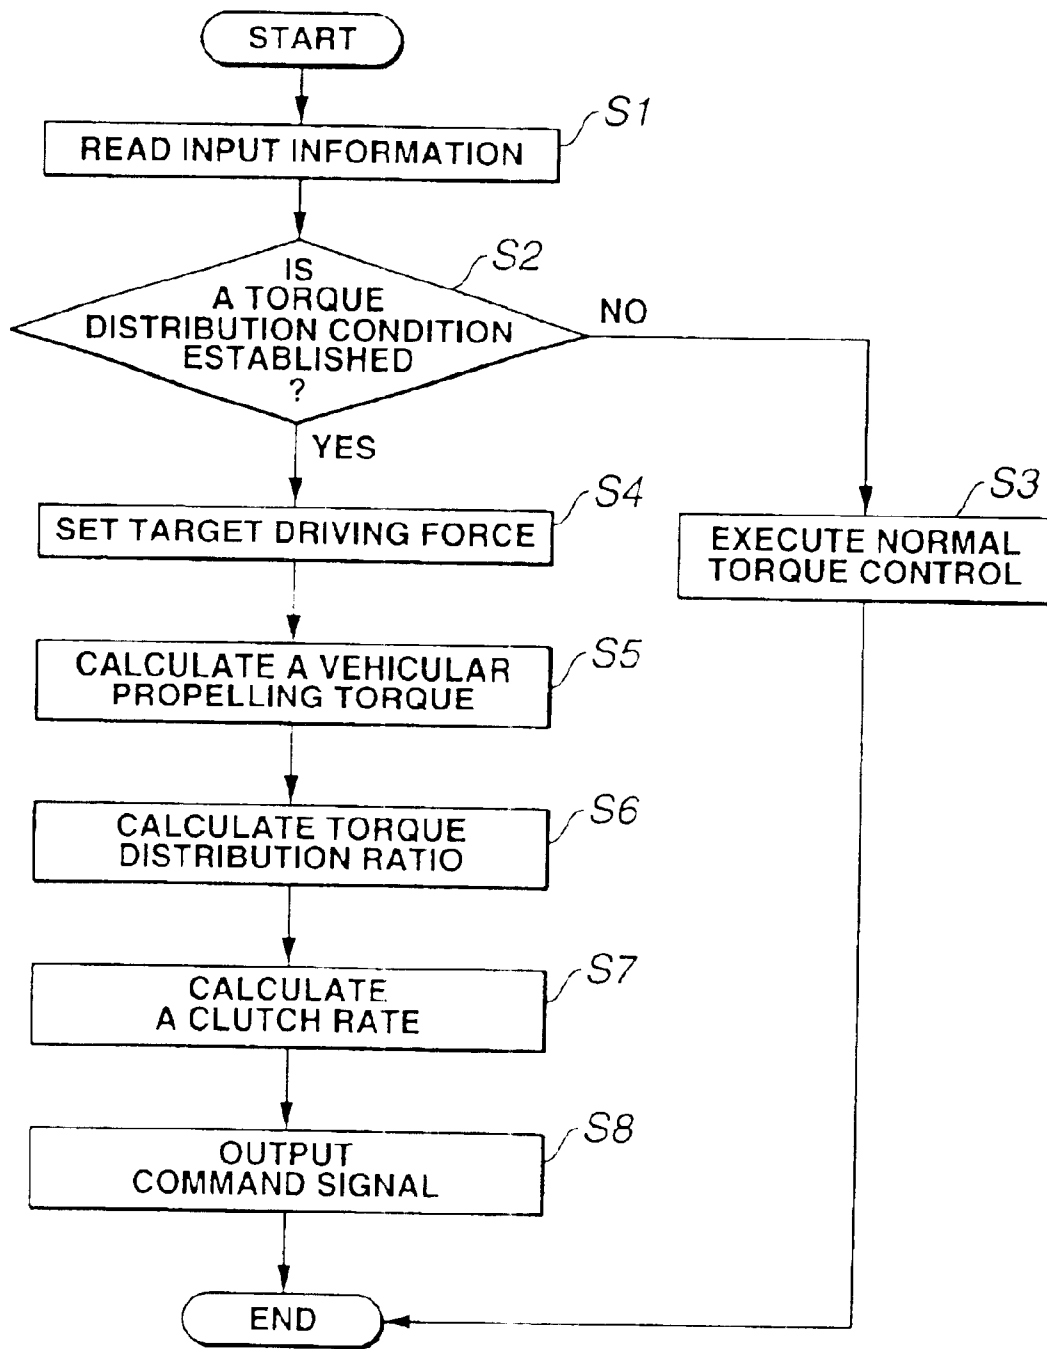 START
S1
READ INPUT INFORMATION
S2
IS
A TORQUE
DISTRIBUTION CONDITION
ESTABLISHED
?
NO
YES
S4
SET TARGET DRIVING FORCE
S3
EXECUTE NORMAL
TORQUE CONTROL
S5
CALCULATE A VEHICULAR
PROPELLING TORQUE
S6
CALCULATE TORQUE
DISTRIBUTION RATIO
S7
CALCULATE
A CLUTCH RATE
S8
OUTPUT
COMMAND SIGNAL
END